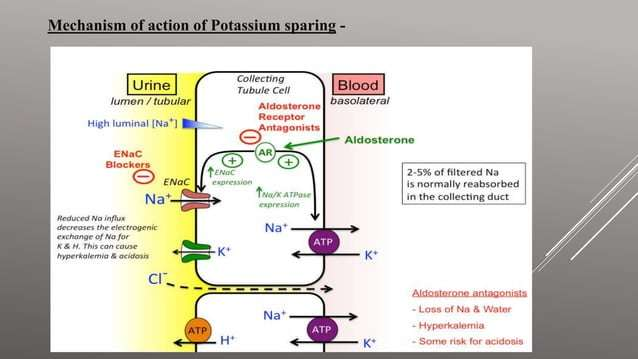 Mechanism of action of Potassium sparing -
Urine
lumen / tubular
Collecting
Tubule Cell
Blood
basolateral
High luminal [Na⁺]
Aldosterone
Receptor
Antagonists
Aldosterone
ENaC
Blockers
AR
ENaC
ENaC
expression
Na/K ATPase
expression
2-5% of filtered Na
is normally reabsorbed
in the collecting duct
Na⁺
Reduced Na influx
decreases the electrogenic
exchange of Na for
K & H. This can cause
hyperkalemia & acidosis
K⁺
Na⁺
ATP
K⁺
Cl⁻
Aldosterone antagonists
- Loss of Na & Water
- Hyperkalemia
- Some risk for acidosis
ATP
H⁺
Na⁺
ATP
K⁺